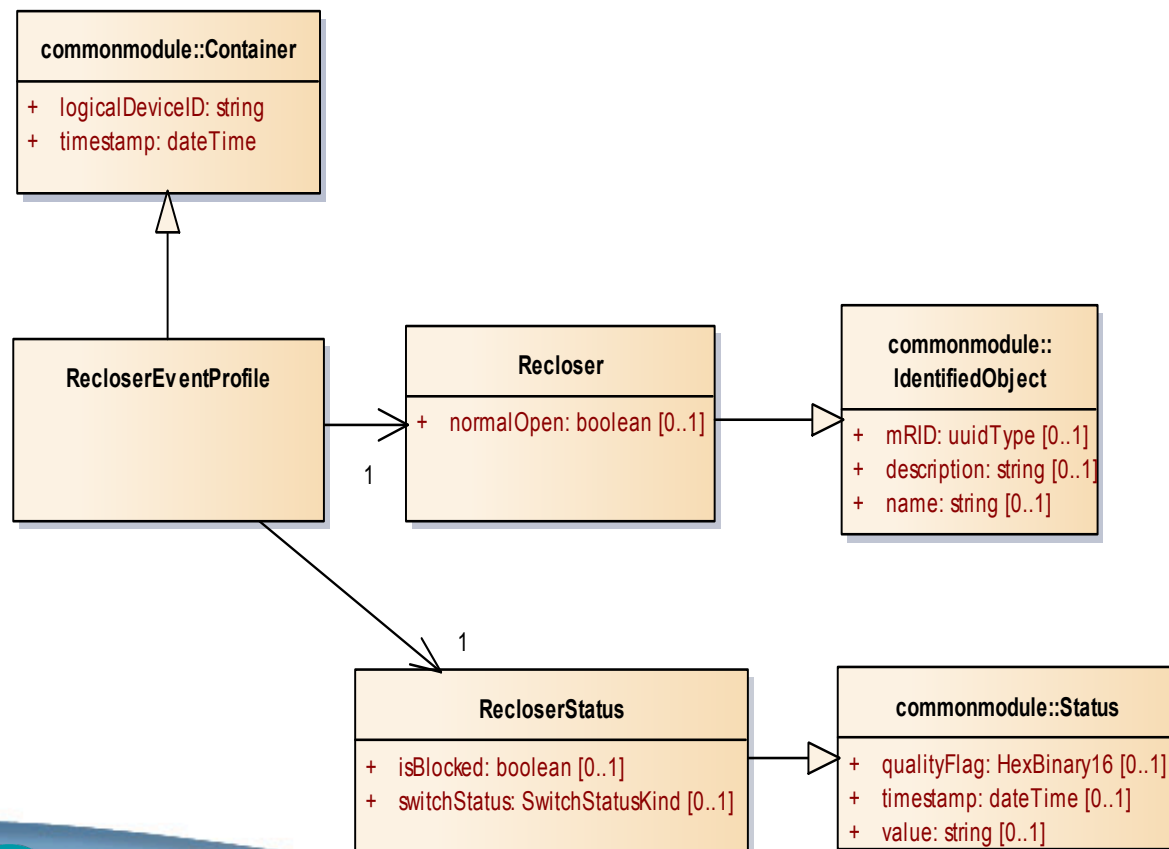 commonmodule::Container
+ logicalDeviceID: string
+ timestamp: dateTime
RecloserEventProfile
1
Recloser
+ normalOpen: boolean [0..1]
commonmodule::
IdentifiedObject
+ mRID: uuidType [0..1]
+ description: string [0..1]
+ name: string [0..1]
1
RecloserStatus
+ isBlocked: boolean [0..1]
+ switchStatus: SwitchStatusKind [0..1]
commonmodule::Status
+ qualityFlag: HexBinary16 [0..1]
+ timestamp: dateTime [0..1]
+ value: string [0..1]